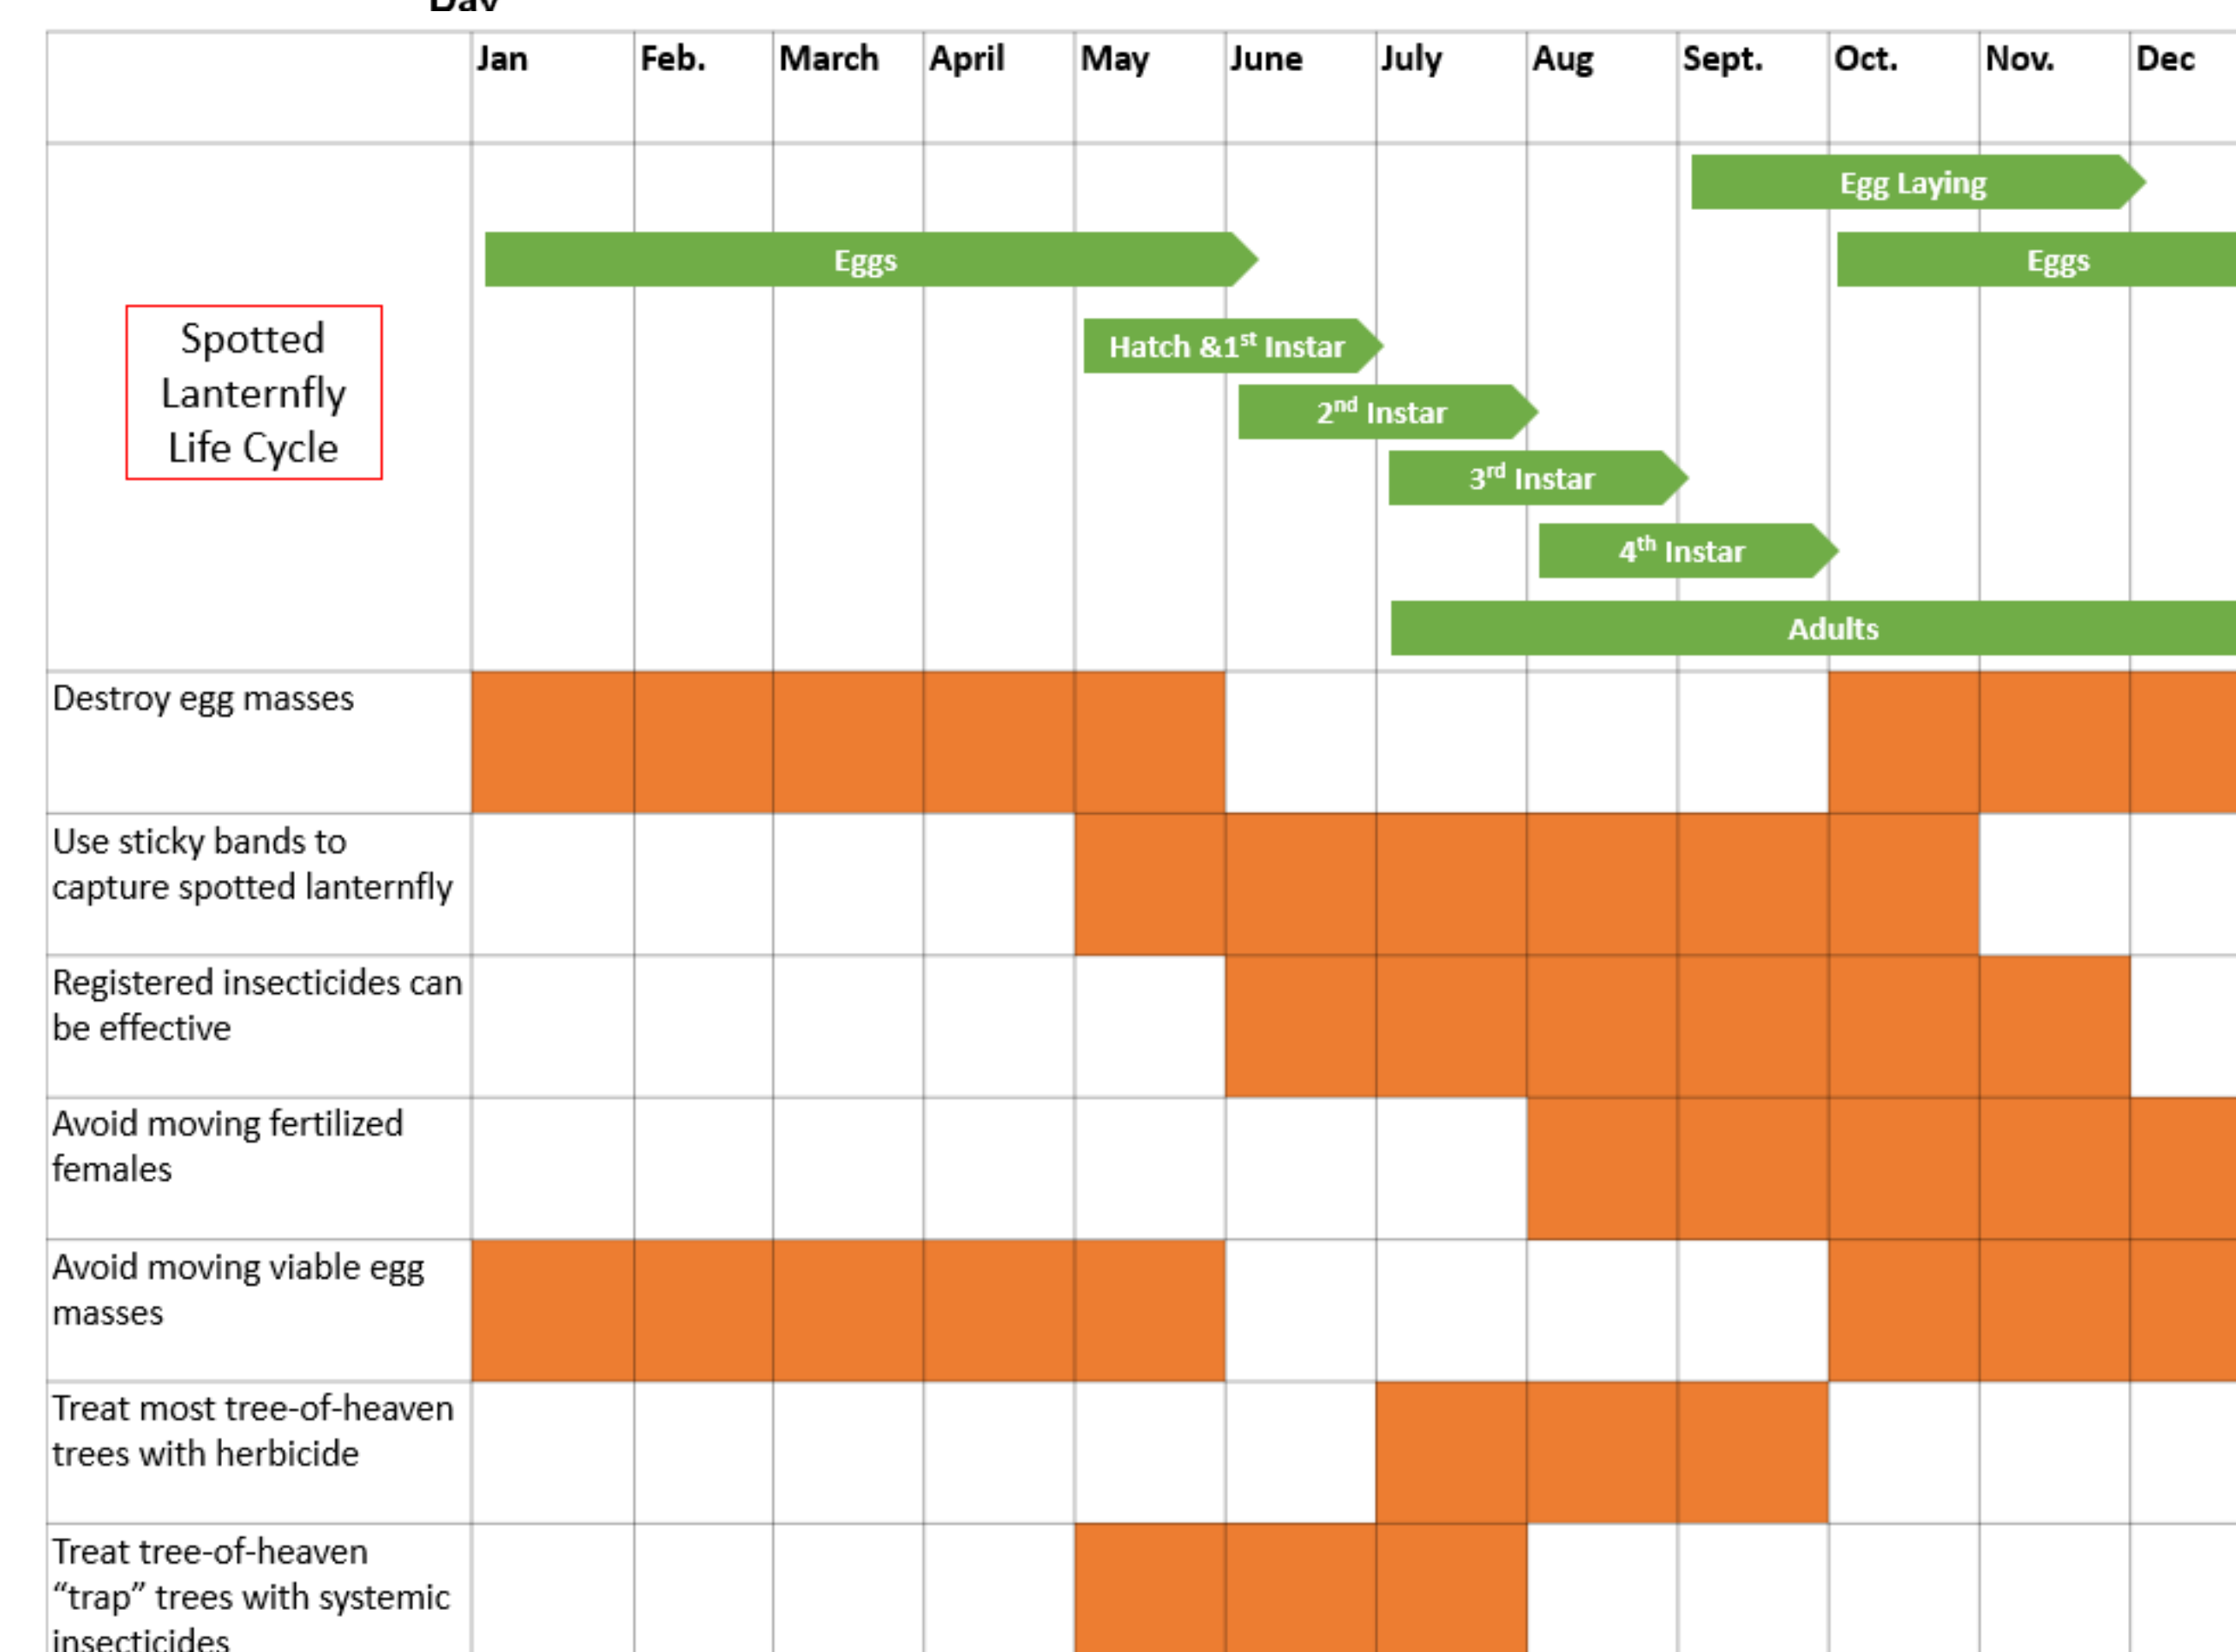 Day
Jan Feb. March April May June July Aug Sept. Oct. Nov. Dec
Egg Laying
Eggs Eggs
Spotted
Lanternfly
Life Cycle
Hatch &1st Instar
2nd Instar
3rd Instar
4th Instar
Adults
Destroy egg masses
Use sticky bands to
capture spotted lanternfly
Registered insecticides can
be effective
Avoid moving fertilized
females
Avoid moving viable egg
masses
Treat most tree-of-heaven
trees with herbicide
Treat tree-of-heaven
“trap” trees with systemic
insecticides